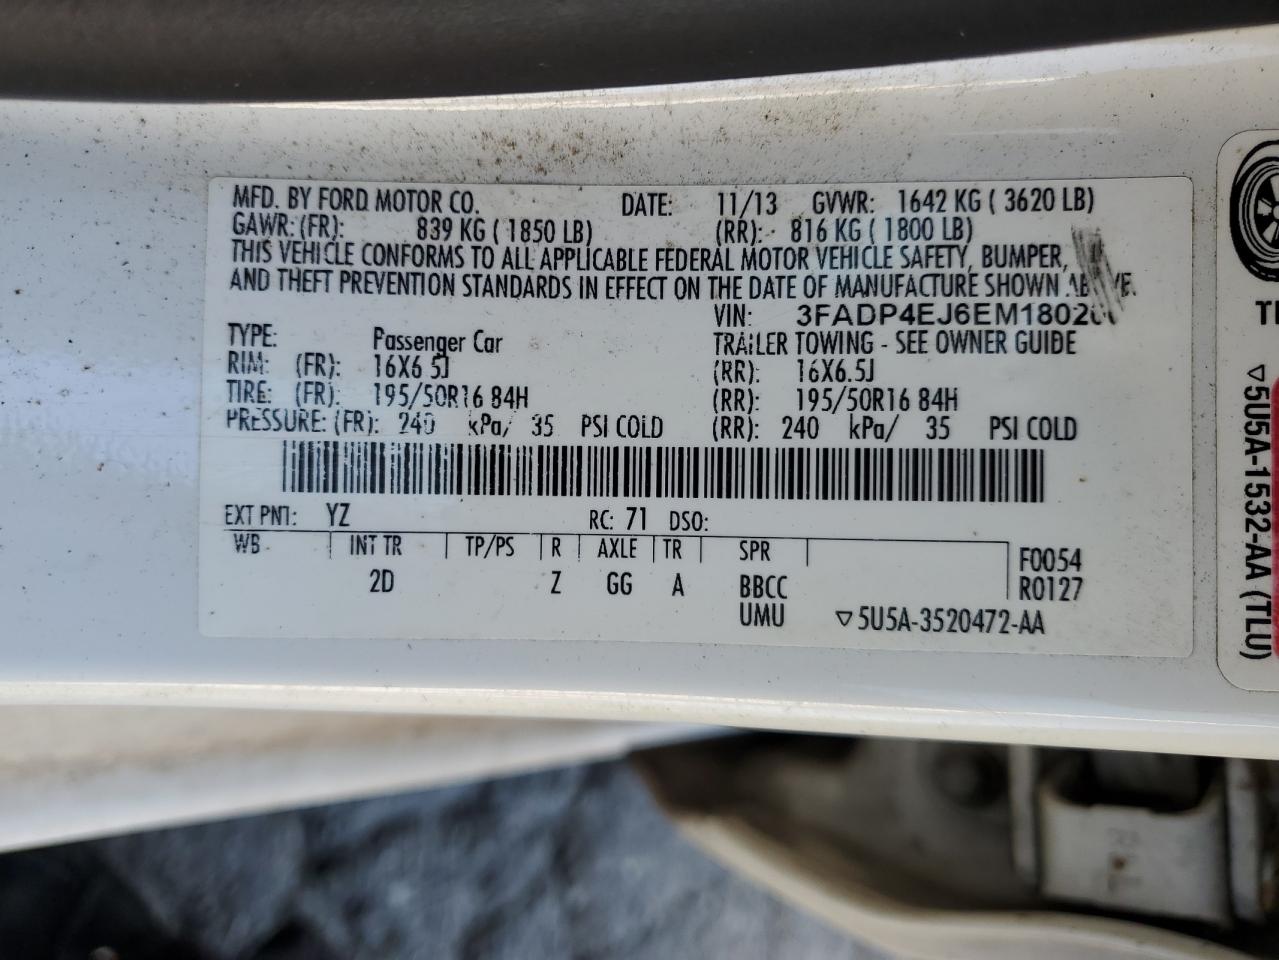 MFD. BY FORD MOTOR CO. DATE: 11/13 GVWR: 1642 KG ( 3620 LB)
GAWR: (FR): 839 KG ( 1850 LB) (RR): 816 KG ( 1800 LB)
THIS VEHICLE CONFORMS TO ALL APPLICABLE FEDERAL MOTOR VEHICLE SAFETY, BUMPER,
AND THEFT PREVENTION STANDARDS IN EFFECT ON THE DATE OF MANUFACTURE SHOWN ABOVE.
VIN:
TYPE: Passenger Car TRAILER TOWING - SEE OWNER GUIDE
RIM: (FR): 16X6.5J (RR): 16X6.5J
TIRE: (FR): 195/50R16 84H (RR): 195/50R16 84H
PRESSURE: (FR): 240 kPa/ 35 PSI COLD (RR): 240 kPa/ 35 PSI COLD
EXT PNT: YZ RC: 71 DSO:
WB INT TR TP/PS R AXLE TR SPR
2D Z GG A BBCC
UMU
F0054
R0127
▽5U5A-3520472-AA
▽5U5A-1532-AA (TLU)